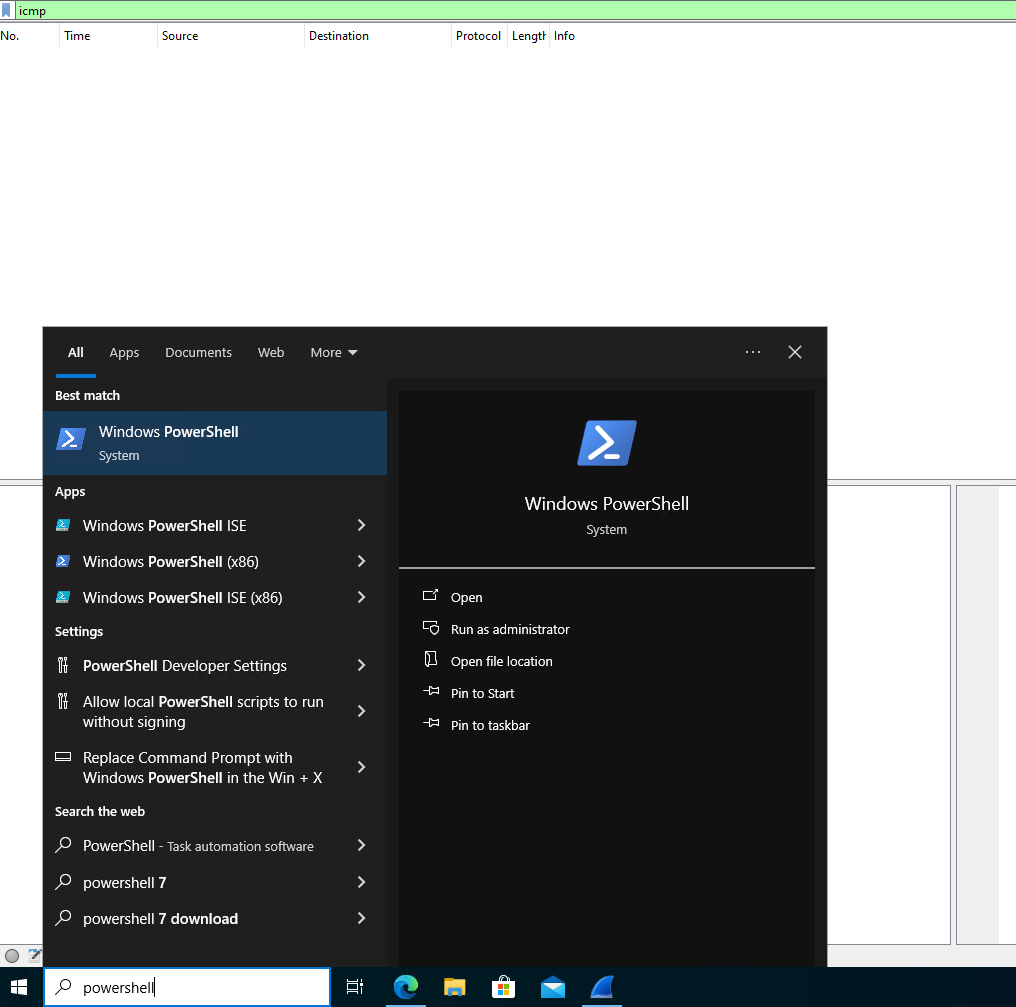 icmp
No. Time Source Destination Protocol Length Info
All Apps Documents Web More
Best match
Windows PowerShell
System
Apps
Windows PowerShell ISE
Windows PowerShell (x86)
Windows PowerShell ISE (x86)
Settings
PowerShell Developer Settings
Allow local PowerShell scripts to run
without signing
Replace Command Prompt with
Windows PowerShell in the Win + X
Search the web
PowerShell - Task automation software
powershell 7
powershell 7 download
Windows PowerShell
System
Open
Run as administrator
Open file location
Pin to Start
Pin to taskbar
powershell